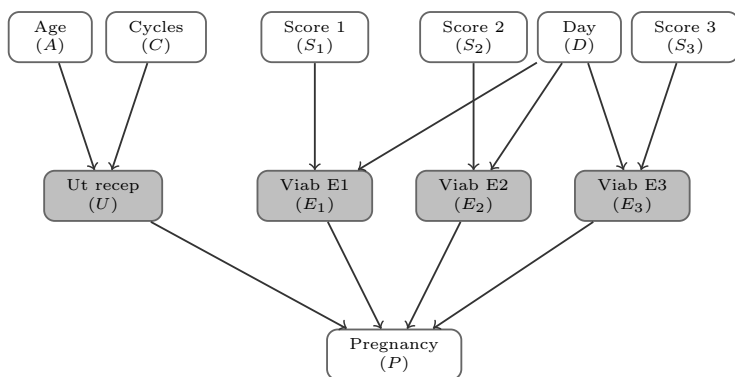 Age
(A)
Cycles
(C)
Score 1
(S₁)
Score 2
(S₂)
Day
(D)
Score 3
(S₃)
Ut recep
(U)
Viab E1
(E₁)
Viab E2
(E₂)
Viab E3
(E₃)
Pregnancy
(P)